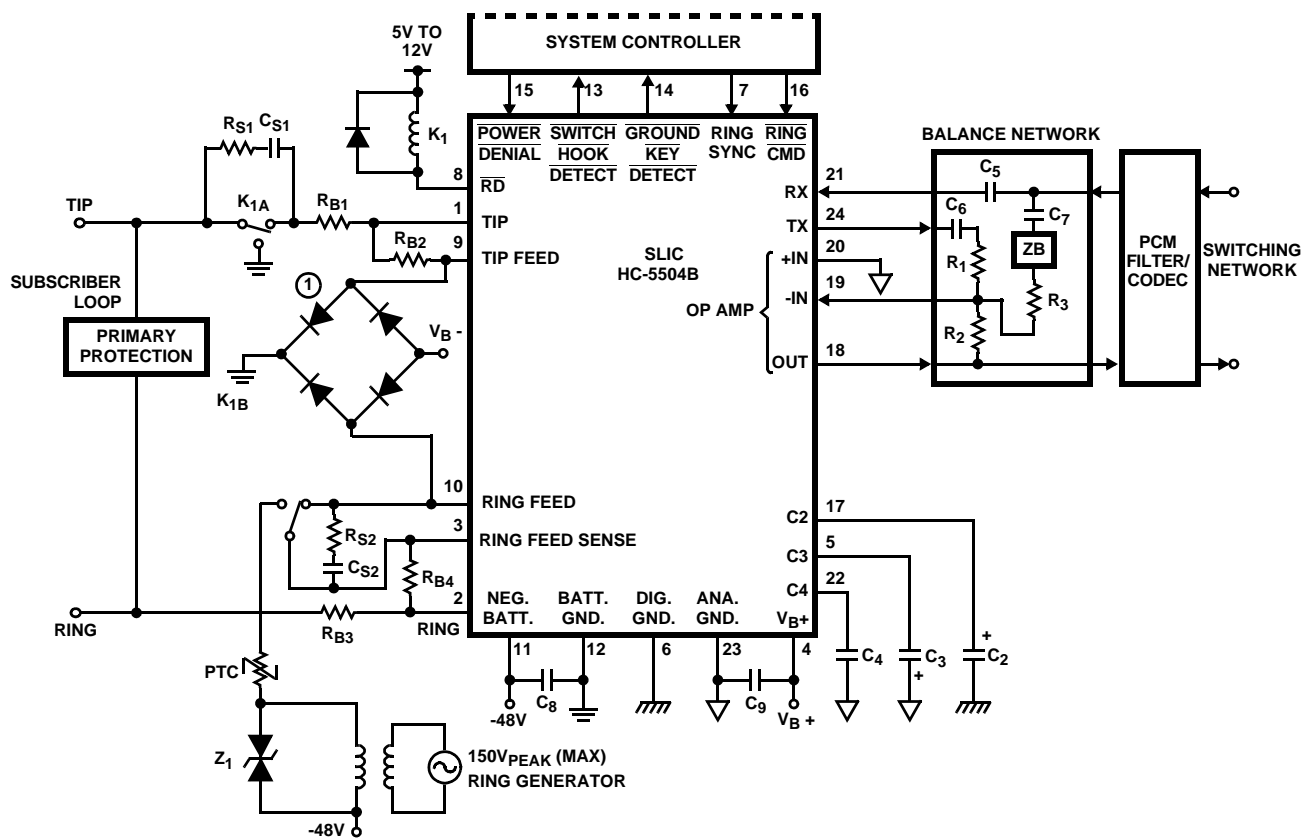 5V TO
12V
SYSTEM CONTROLLER
15
13
14
7
16
POWER
DENIAL
SWITCH
HOOK
DETECT
GROUND
KEY
DETECT
RING
SYNC
RING
CMD
BALANCE NETWORK
RS1
CS1
K1
8
RD
TIP
K1A
RB1
1
TIP
RB2
9
TIP FEED
SLIC
HC-5504B
21
RX
24
TX
20
+IN
19
-IN
OP AMP
18
OUT
C5
C6
C7
ZB
R1
R3
R2
PCM
FILTER/
CODEC
SWITCHING
NETWORK
SUBSCRIBER
LOOP
PRIMARY
PROTECTION
1
VB -
K1B
10
RING FEED
3
RING FEED SENSE
RS2
CS2
RB4
2
RING
RB3
RING
NEG.
BATT.
BATT.
GND.
DIG.
GND.
ANA.
GND.
VB+
11
12
6
23
4
C2
17
C3
5
C4
22
C8
-48V
C9
VB +
C4
C3
+
C2
+
PTC
Z1
150VPEAK (MAX)
RING GENERATOR
-48V